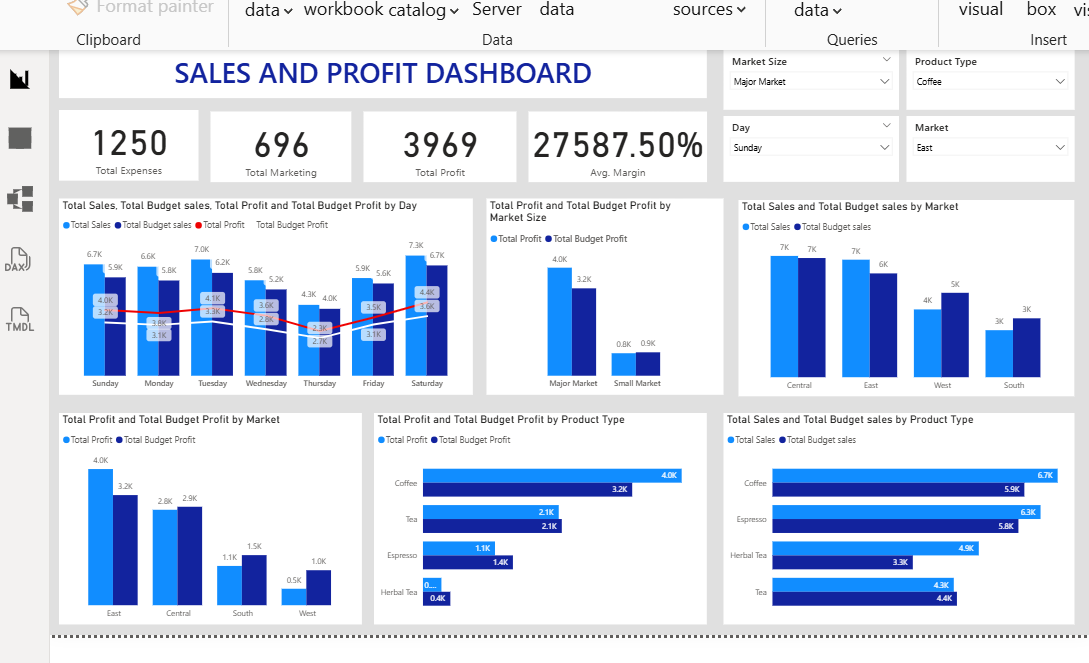 Format painter
data workbook catalog Server data sources data visual box
Clipboard Data Queries Insert
SALES AND PROFIT DASHBOARD
Market Size
Major Market
Product Type
Coffee
Day
Sunday
Market
East
1250
Total Expenses
696
Total Marketing
3969
Total Profit
27587.50%
Avg. Margin
DAX
TMDL
Total Sales, Total Budget sales, Total Profit and Total Budget Profit by Day
Total Sales Total Budget sales Total Profit Total Budget Profit
6.7K 5.9K 6.6K 5.8K 7.0K 6.2K 5.8K 5.2K 4.3K 4.0K 5.9K 5.6K 7.3K 6.7K
4.0K 4.1K 3.6K 2.3K 3.5K 4.4K
3.2K 3.8K 3.1K 3.3K 2.8K 2.7K 3.1K 3.6K
Sunday Monday Tuesday Wednesday Thursday Friday Saturday
Total Profit and Total Budget Profit by
Market Size
Total Profit Total Budget Profit
4.0K 3.2K 0.8K 0.9K
Major Market Small Market
Total Sales and Total Budget sales by Market
Total Sales Total Budget sales
7K 7K 7K 6K 4K 5K 3K 3K
Central East West South
Total Profit and Total Budget Profit by Market
Total Profit Total Budget Profit
4.0K 3.2K 2.8K 2.9K 1.1K 1.5K 0.5K 1.0K
East Central South West
Total Profit and Total Budget Profit by Product Type
Total Profit Total Budget Profit
Coffee 4.0K
3.2K
Tea 2.1K
2.1K
Espresso 1.1K
1.4K
Herbal Tea 0....
0.4K
Total Sales and Total Budget sales by Product Type
Total Sales Total Budget sales
Coffee 6.7K
5.9K
Espresso 6.3K
5.8K
Herbal Tea 4.9K
3.3K
Tea 4.3K
4.4K